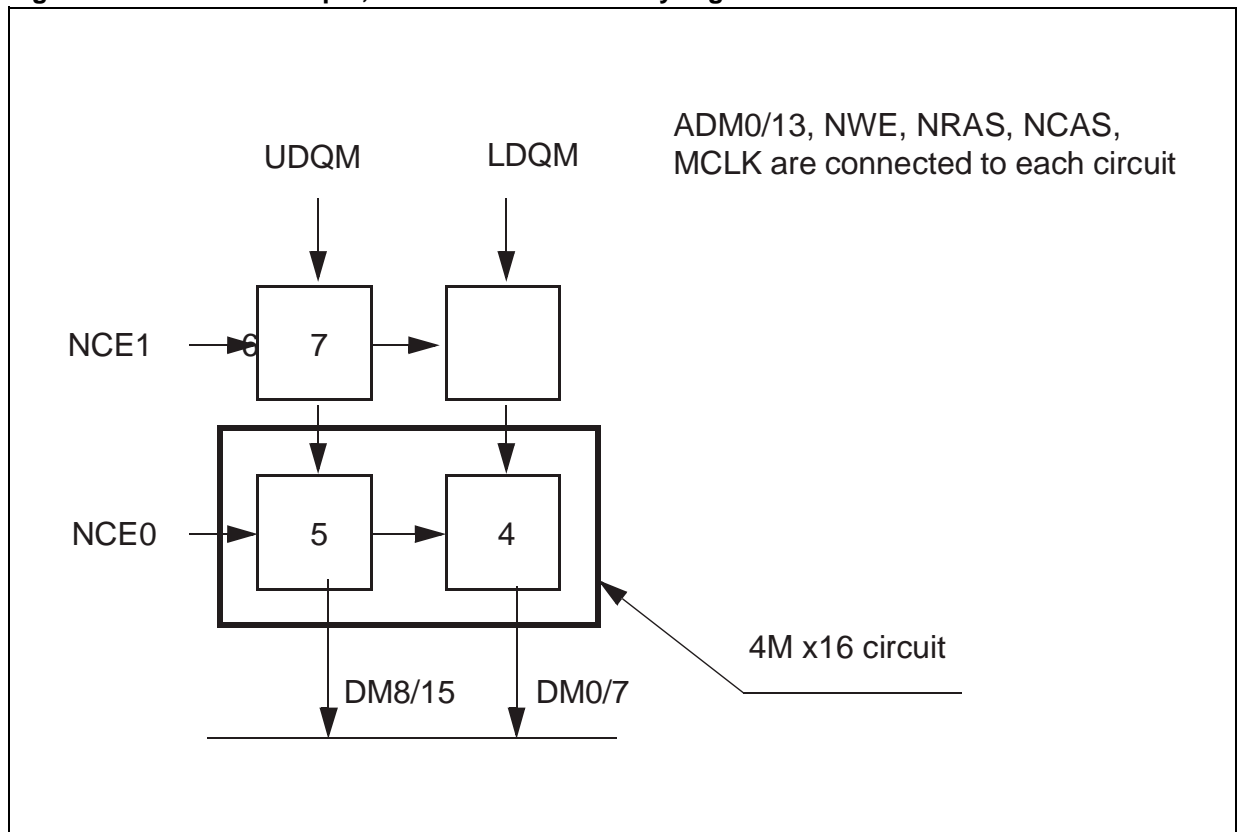 ADM0/13, NWE, NRAS, NCAS,
MCLK are connected to each circuit
UDQM
LDQM
NCE1
6
7
NCE0
5
4
4M x16 circuit
DM8/15
DM0/7